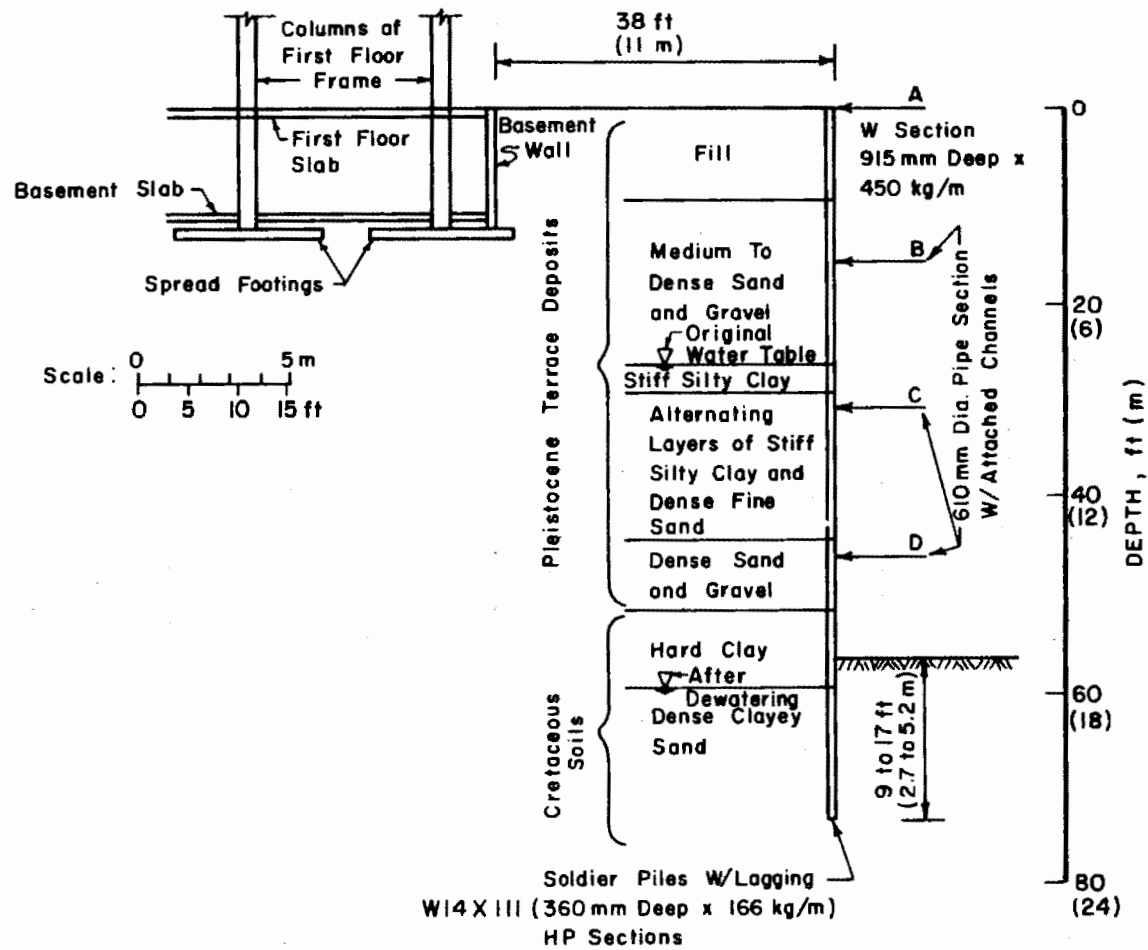 Columns of
First Floor
Frame
38 ft
(11 m)
A
0
First Floor
Slab
Basement
Wall
Fill
W Section
915 mm Deep x
450 kg/m
Basement Slab
Spread Footings
Medium To
Dense Sand
and Gravel
Original
Water Table
B
20
(6)
Scale:
0 5 m
0 5 10 15 ft
Stiff Silty Clay
Alternating
Layers of Stiff
Silty Clay and
Dense Fine
Sand
C
610 mm Dia. Pipe Section
W/Attached Channels
40
(12)
DEPTH, ft (m)
Pleistocene Terrace Deposits
Dense Sand
and Gravel
D
Hard Clay
After
Dewatering
Dense Clayey
Sand
60
(18)
9 to 17 ft
(2.7 to 5.2 m)
Cretaceous
Soils
Soldier Piles W/Lagging
W14 X 111 (360 mm Deep x 166 kg/m)
HP Sections
80
(24)